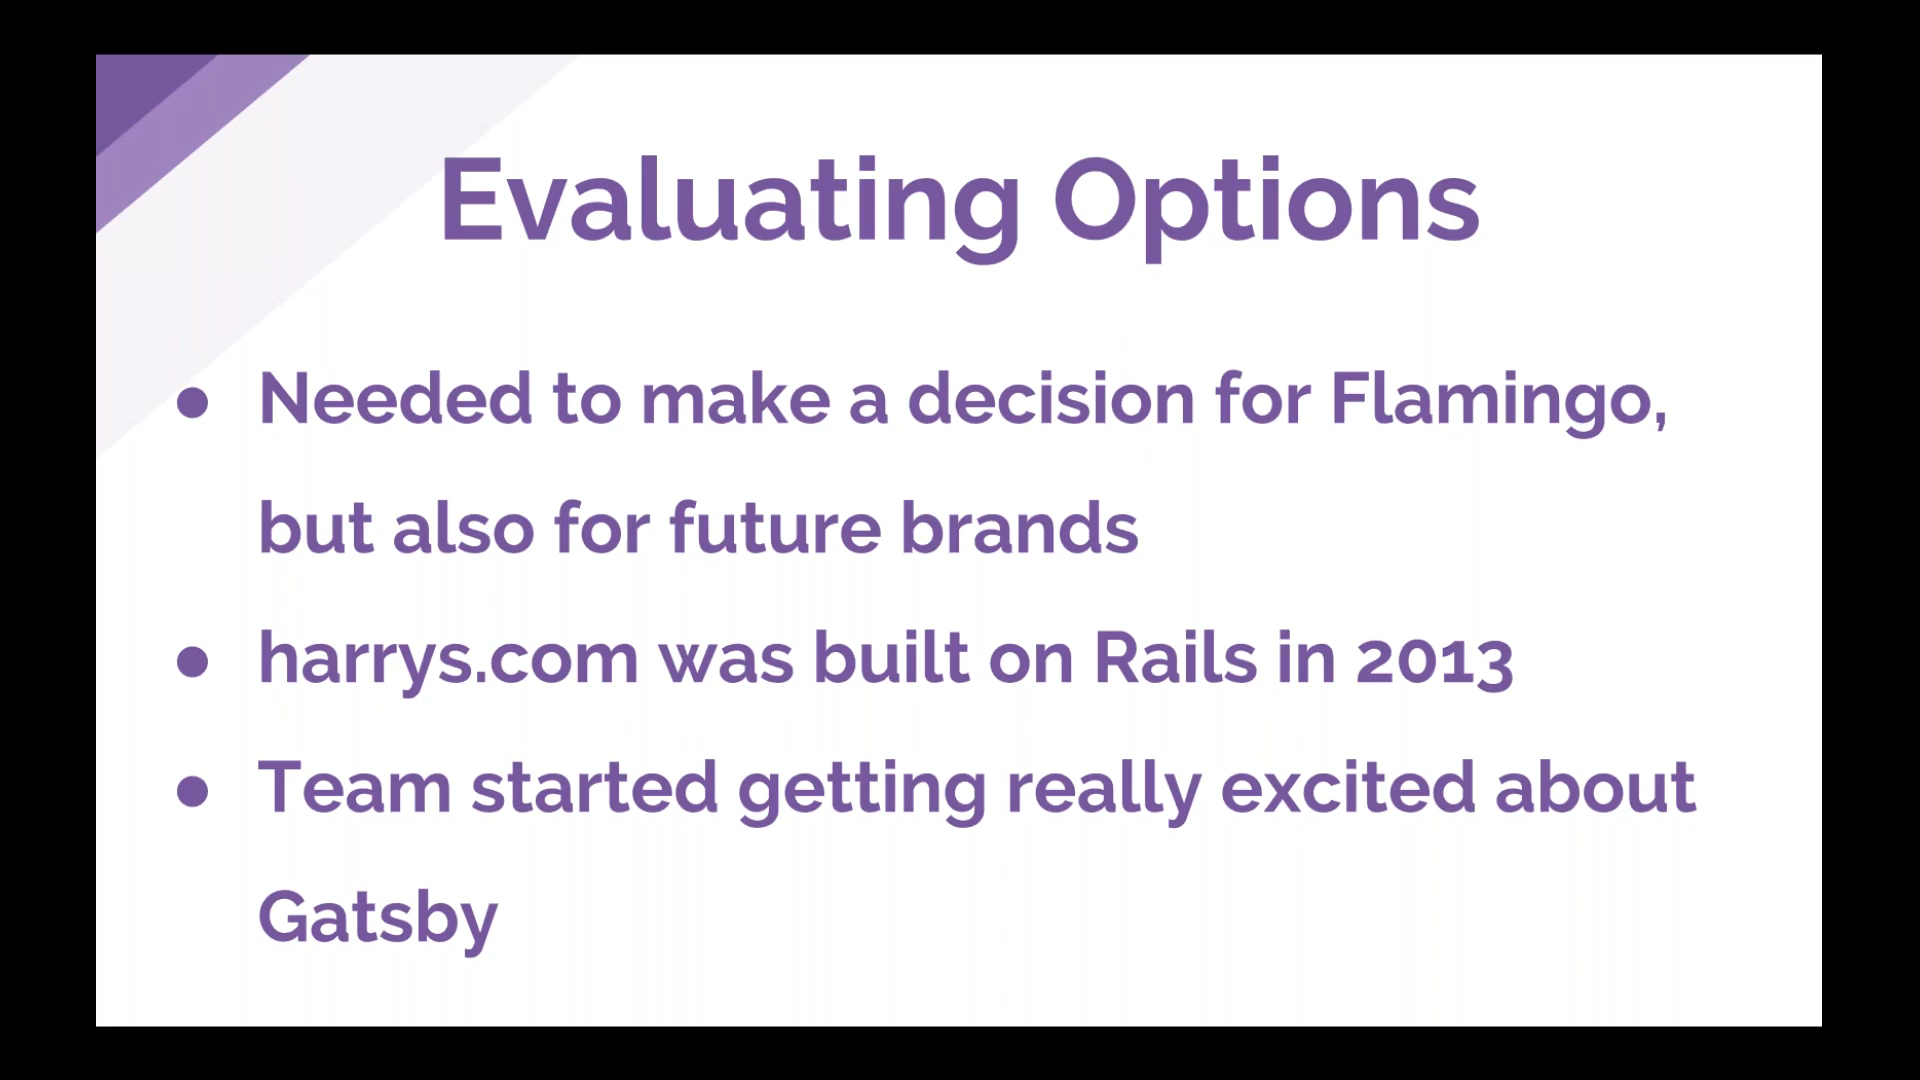 Evaluating Options
● Needed to make a decision for Flamingo,
but also for future brands
● harrys.com was built on Rails in 2013
● Team started getting really excited about
Gatsby